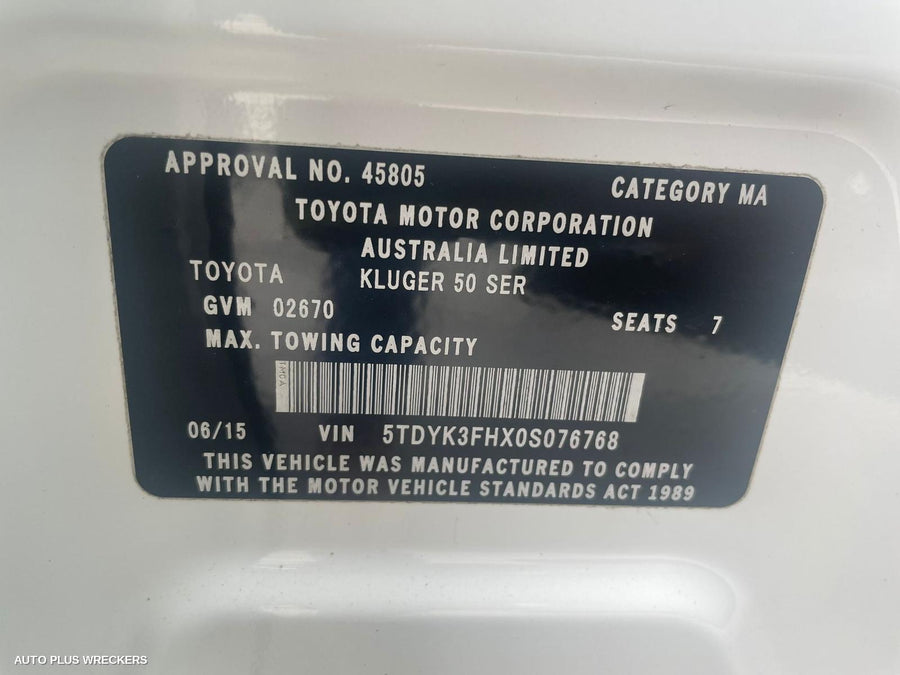 APPROVAL NO. 45805 CATEGORY MA
TOYOTA MOTOR CORPORATION
AUSTRALIA LIMITED
TOYOTA KLUGER 50 SER
GVM 02670 SEATS 7
MAX. TOWING CAPACITY
06/15 VIN 5TDYK3FHX0S076768
THIS VEHICLE WAS MANUFACTURED TO COMPLY
WITH THE MOTOR VEHICLE STANDARDS ACT 1989
AUTO PLUS WRECKERS